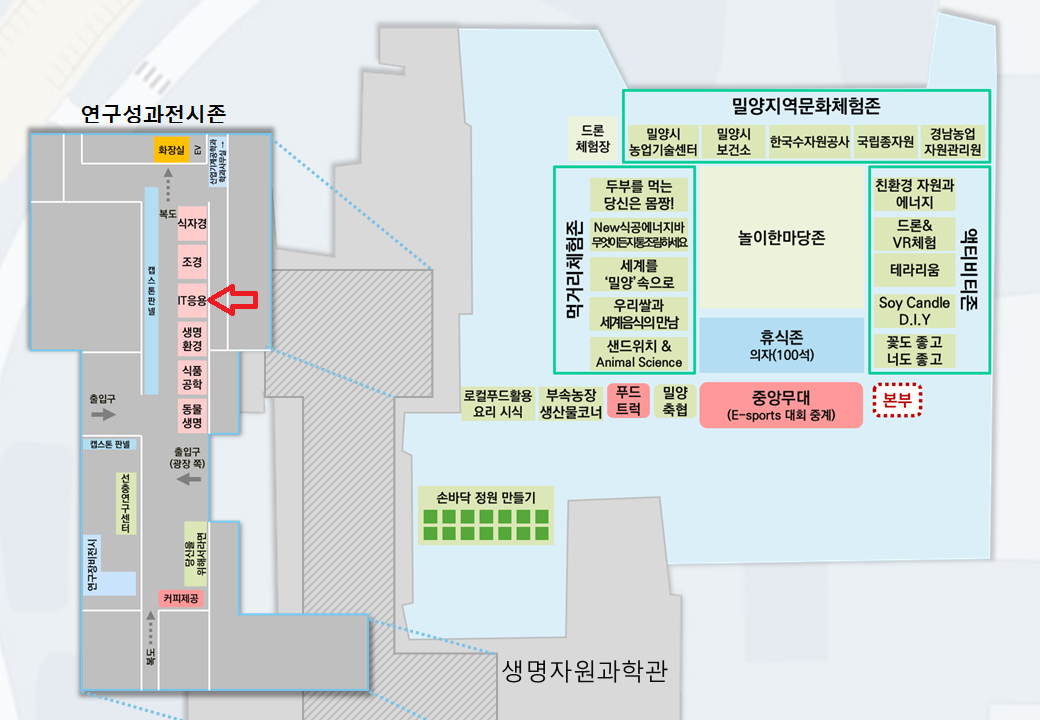 연구성과전시존
화장실
EV
복도
식자경
조경
IT응용
생명
환경
식품
공학
동물
생명
캡스톤판넬
출입구
캡스톤 판넬
출입구
(광장 쪽)
선충연구센터
연구장비전시
당신을
위해서라면
커피제공
복도
드론
체험장
밀양지역문화체험존
밀양시
농업기술센터
밀양시
보건소
한국수자원공사
국립종자원
경남농업
자원관리원
먹거리체험존
두부를 먹는
당신은 몸짱!
New식공에너지바
무엇이든지통조림하세요
세계를
'밀양'속으로
우리쌀과
세계음식의 만남
샌드위치 &
Animal Science
놀이한마당존
휴식존
의자(100석)
액티비티존
친환경 자원과
에너지
드론&
VR체험
테라리움
Soy Candle
D.I.Y
꽃도 좋고
너도 좋고
로컬푸드활용
요리 시식
부속농장
생산물코너
푸드
트럭
밀양
축협
중앙무대
(E-sports 대회 중계)
본부
손바닥 정원 만들기
생명자원과학관